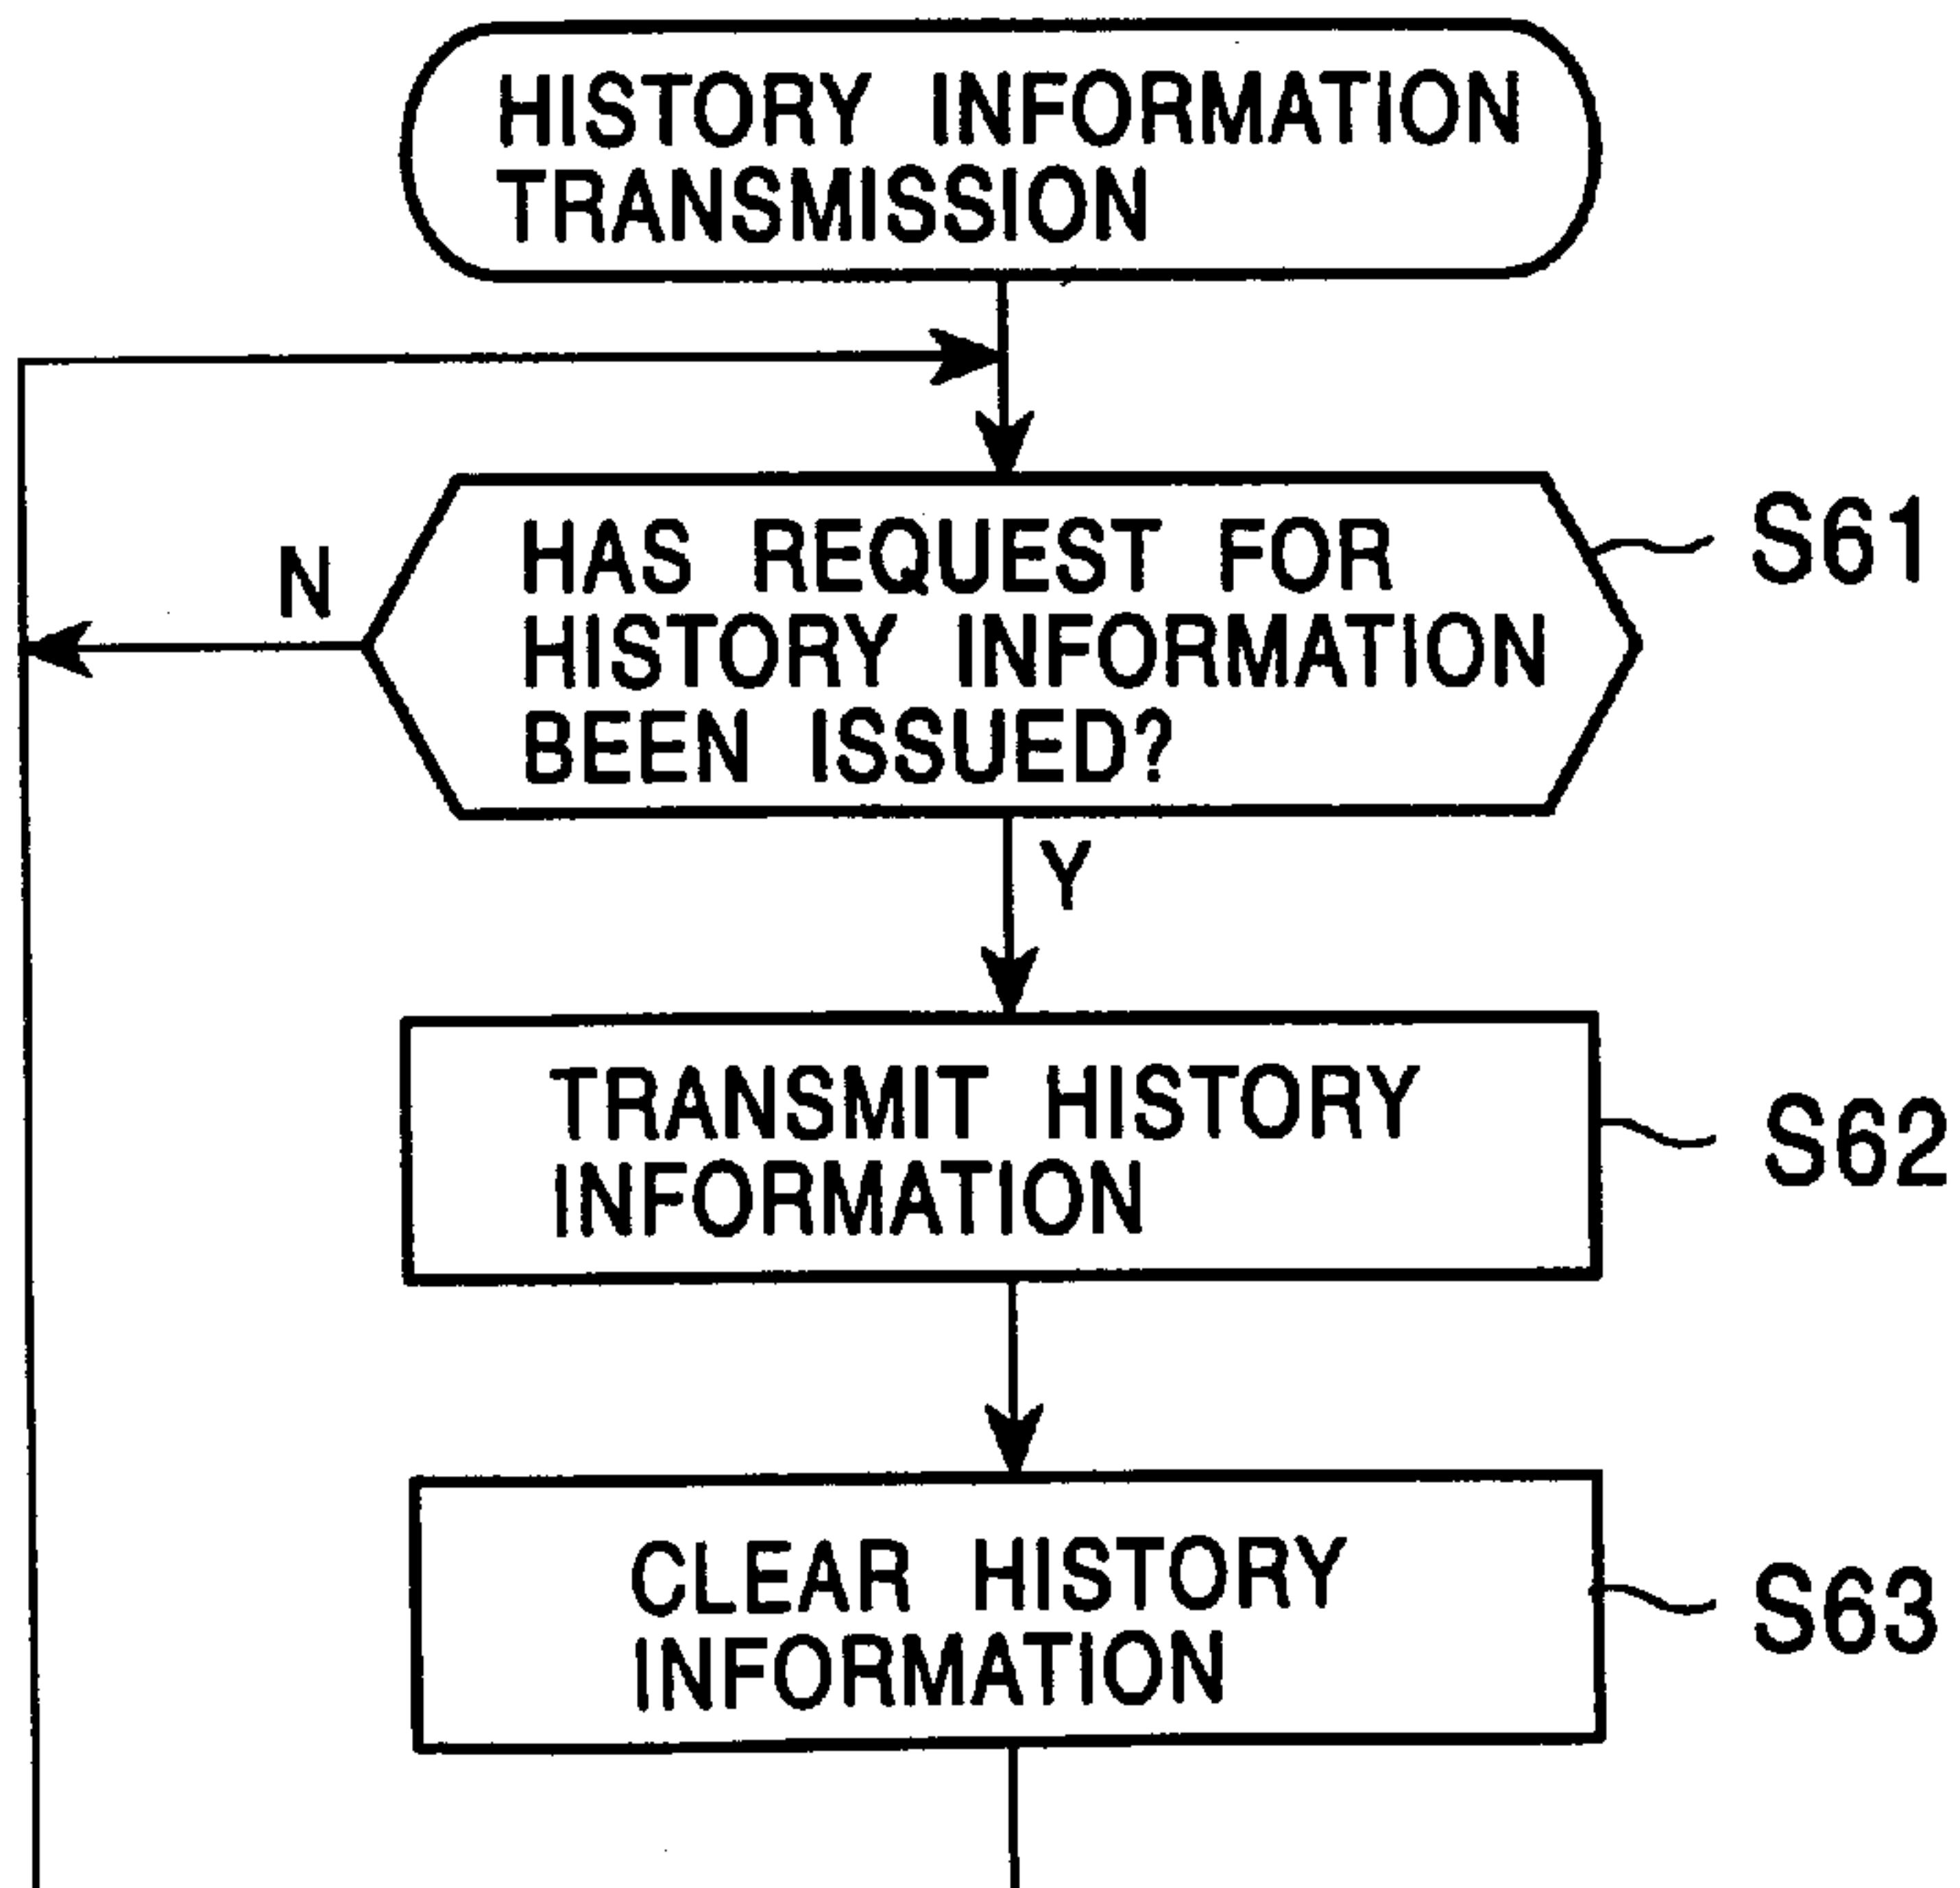 HISTORY INFORMATION
TRANSMISSION
HAS REQUEST FOR
HISTORY INFORMATION
BEEN ISSUED?
S61
N
Y
TRANSMIT HISTORY
INFORMATION
S62
CLEAR HISTORY
INFORMATION
S63